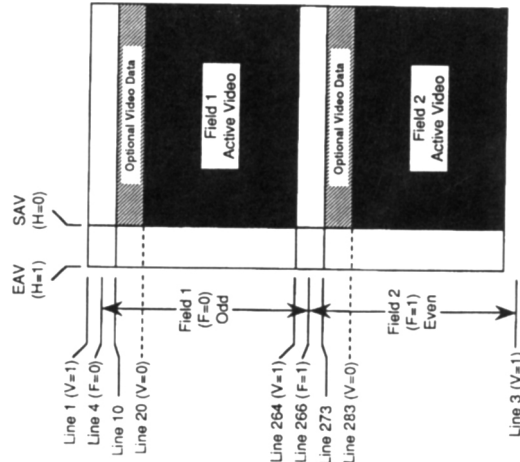 EAV
(H=1)
SAV
(H=0)
Line 1 (V=1)
Line 4 (F=0)
Line 10
Line 20 (V=0)
Field 1
(F=0)
Odd
Optional Video Data
Field 1
Active Video
Line 264 (V=1)
Line 266 (F=1)
Line 273
Line 283 (V=0)
Field 2
(F=1)
Even
Optional Video Data
Field 2
Active Video
Line 3 (V=1)